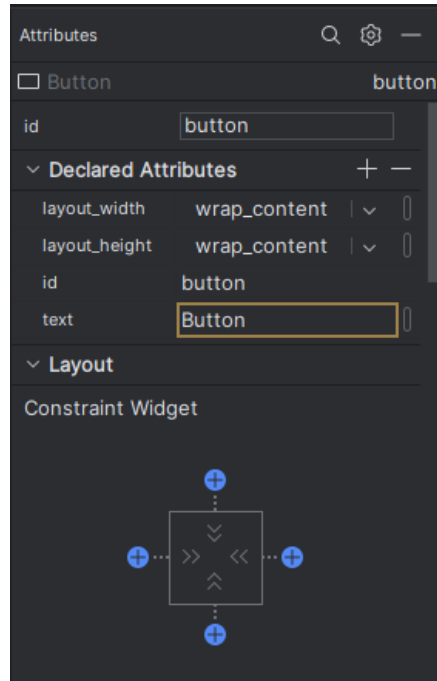 Attributes
Button button
id button
Declared Attributes
layout_width wrap_content
layout_height wrap_content
id button
text Button
Layout
Constraint Widget